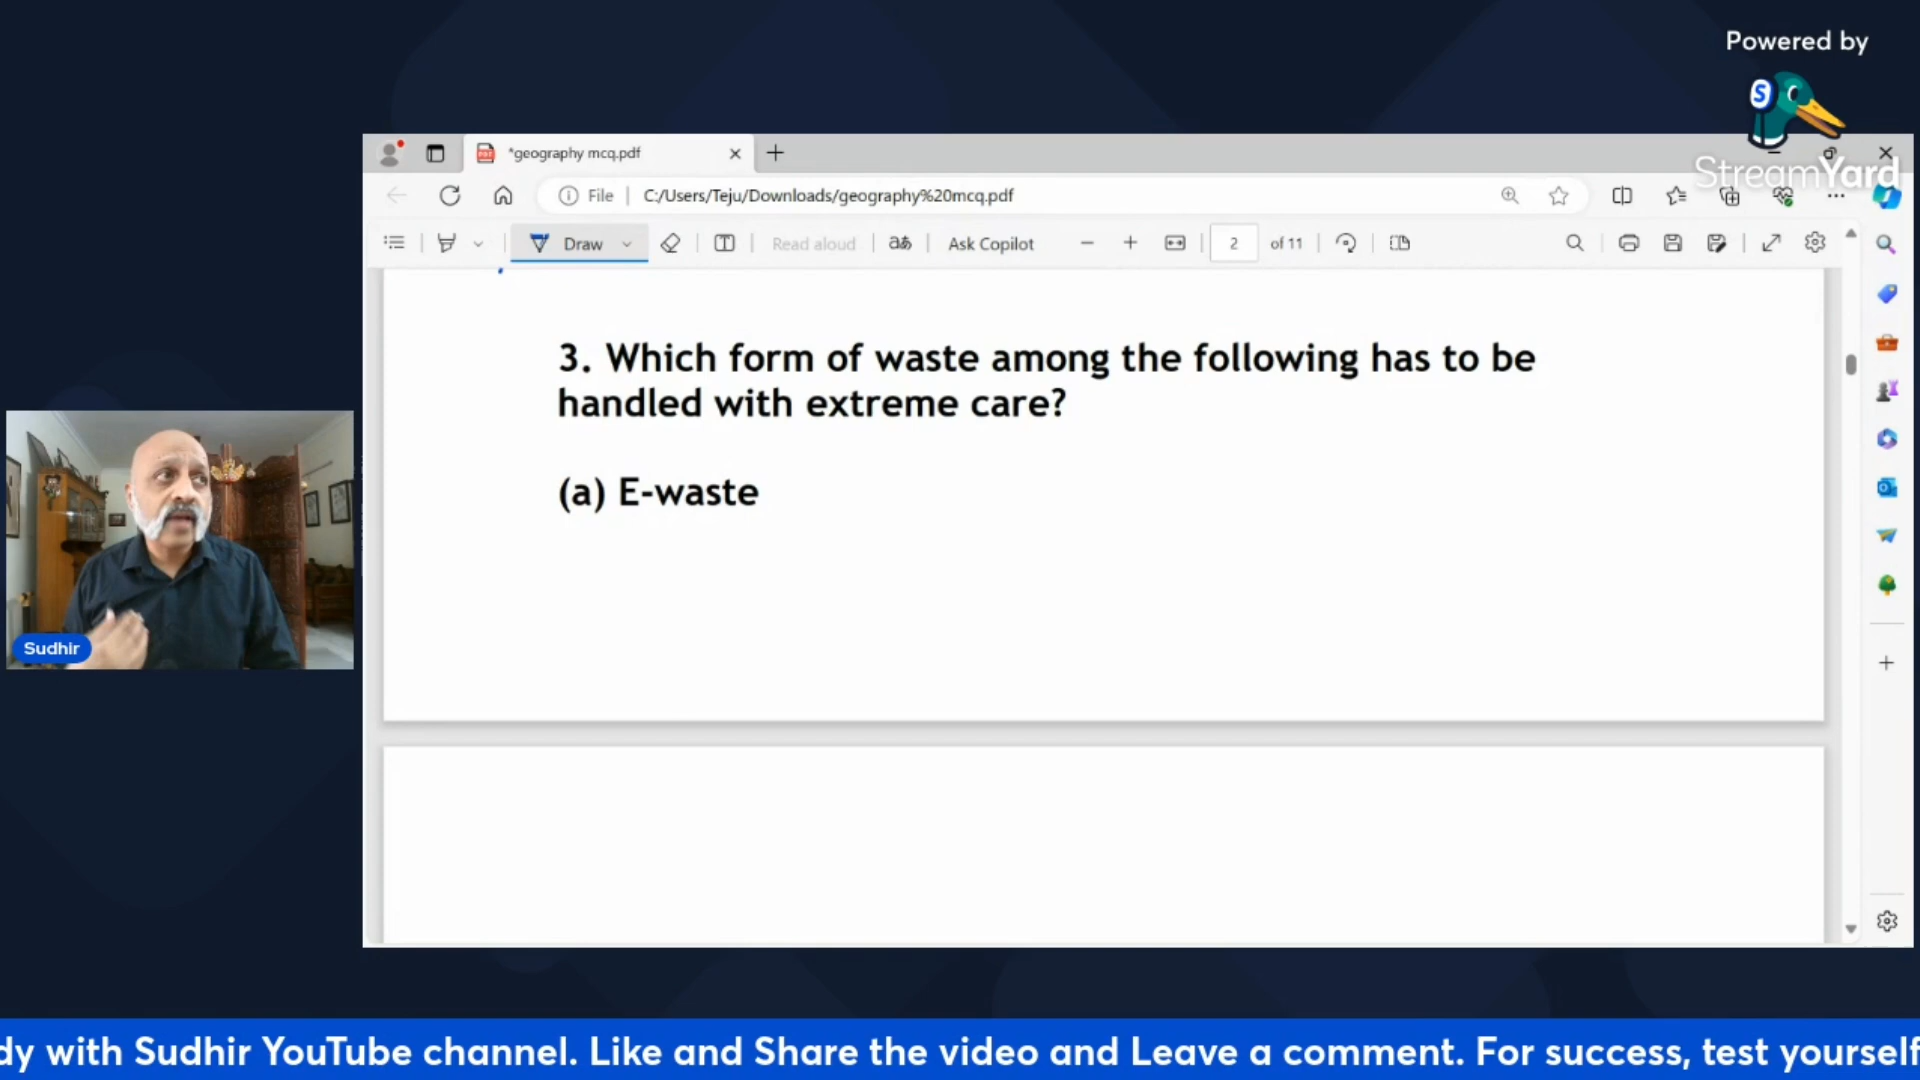 Powered by
S
StreamYard
*geography mcq.pdf
File
C:/Users/Teju/Downloads/geography%20mcq.pdf
Draw
Read aloud
aあ
Ask Copilot
2
of 11
3. Which form of waste among the following has to be
handled with extreme care?
(a) E-waste
Sudhir
dy with Sudhir YouTube channel. Like and Share the video and Leave a comment. For success, test yourself